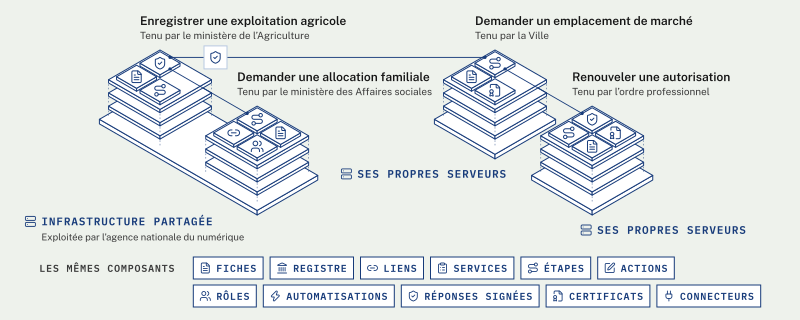 Enregistrer une exploitation agricole
Tenu par le ministère de l'Agriculture
Demander un emplacement de marché
Tenu par la Ville
Demander une allocation familiale
Tenu par le ministère des Affaires sociales
Renouveler une autorisation
Tenu par l'ordre professionnel
SES PROPRES SERVEURS
INFRASTRUCTURE PARTAGÉE
Exploitée par l'agence nationale du numérique
SES PROPRES SERVEURS
LES MÊMES COMPOSANTS
FICHES
REGISTRE
LIENS
SERVICES
ÉTAPES
ACTIONS
RÔLES
AUTOMATISATIONS
RÉPONSES SIGNÉES
CERTIFICATS
CONNECTEURS